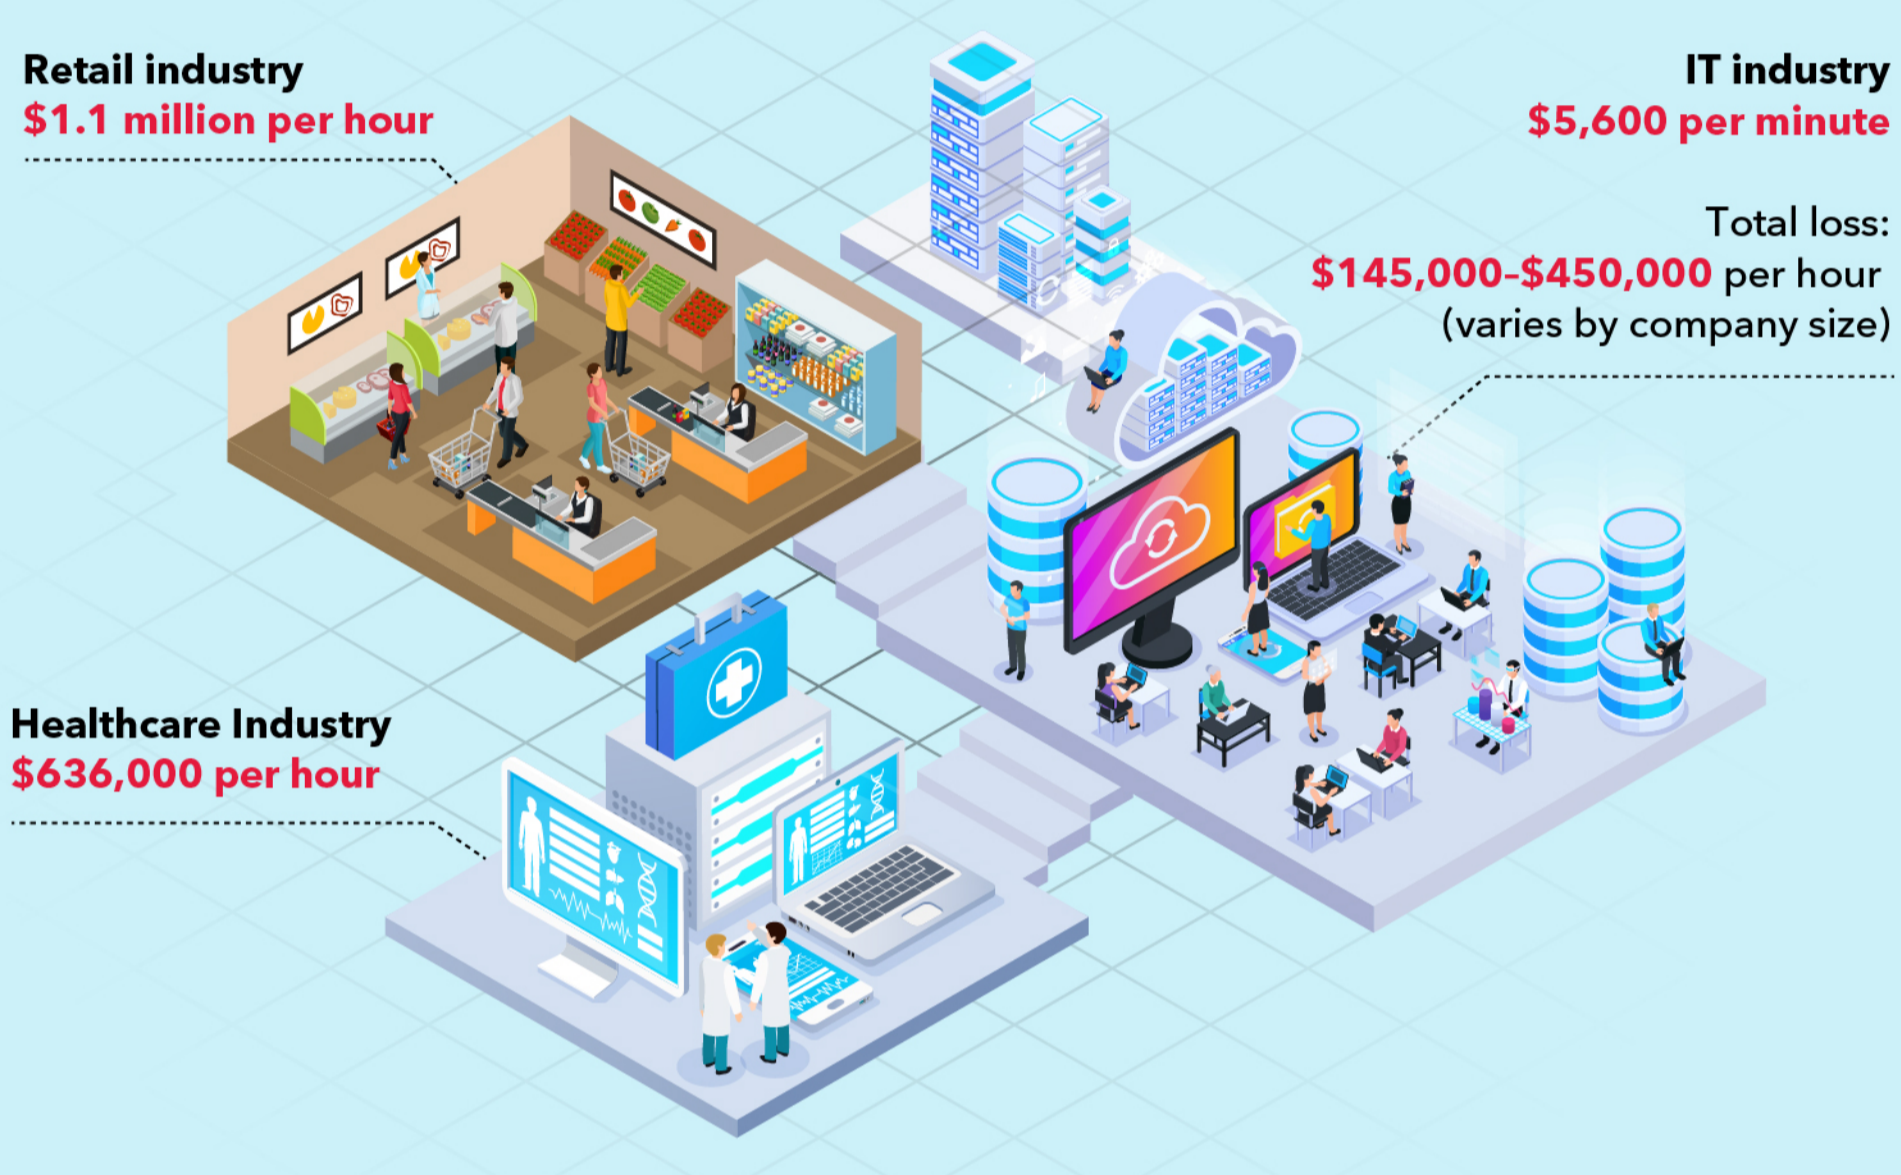 Retail industry
$1.1 million per hour
IT industry
$5,600 per minute
Total loss:
$145,000-$450,000 per hour
(varies by company size)
Healthcare Industry
$636,000 per hour